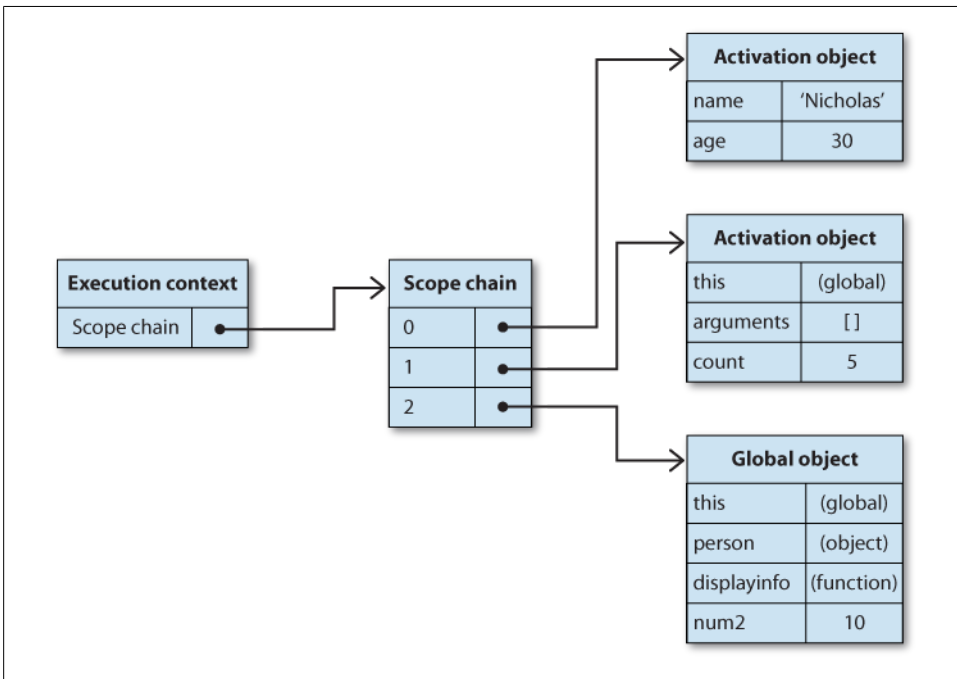 Activation object
name 'Nicholas'
age 30
Activation object
this (global)
arguments [ ]
count 5
Execution context
Scope chain
Scope chain
0
1
2
Global object
this (global)
person (object)
displayinfo (function)
num2 10